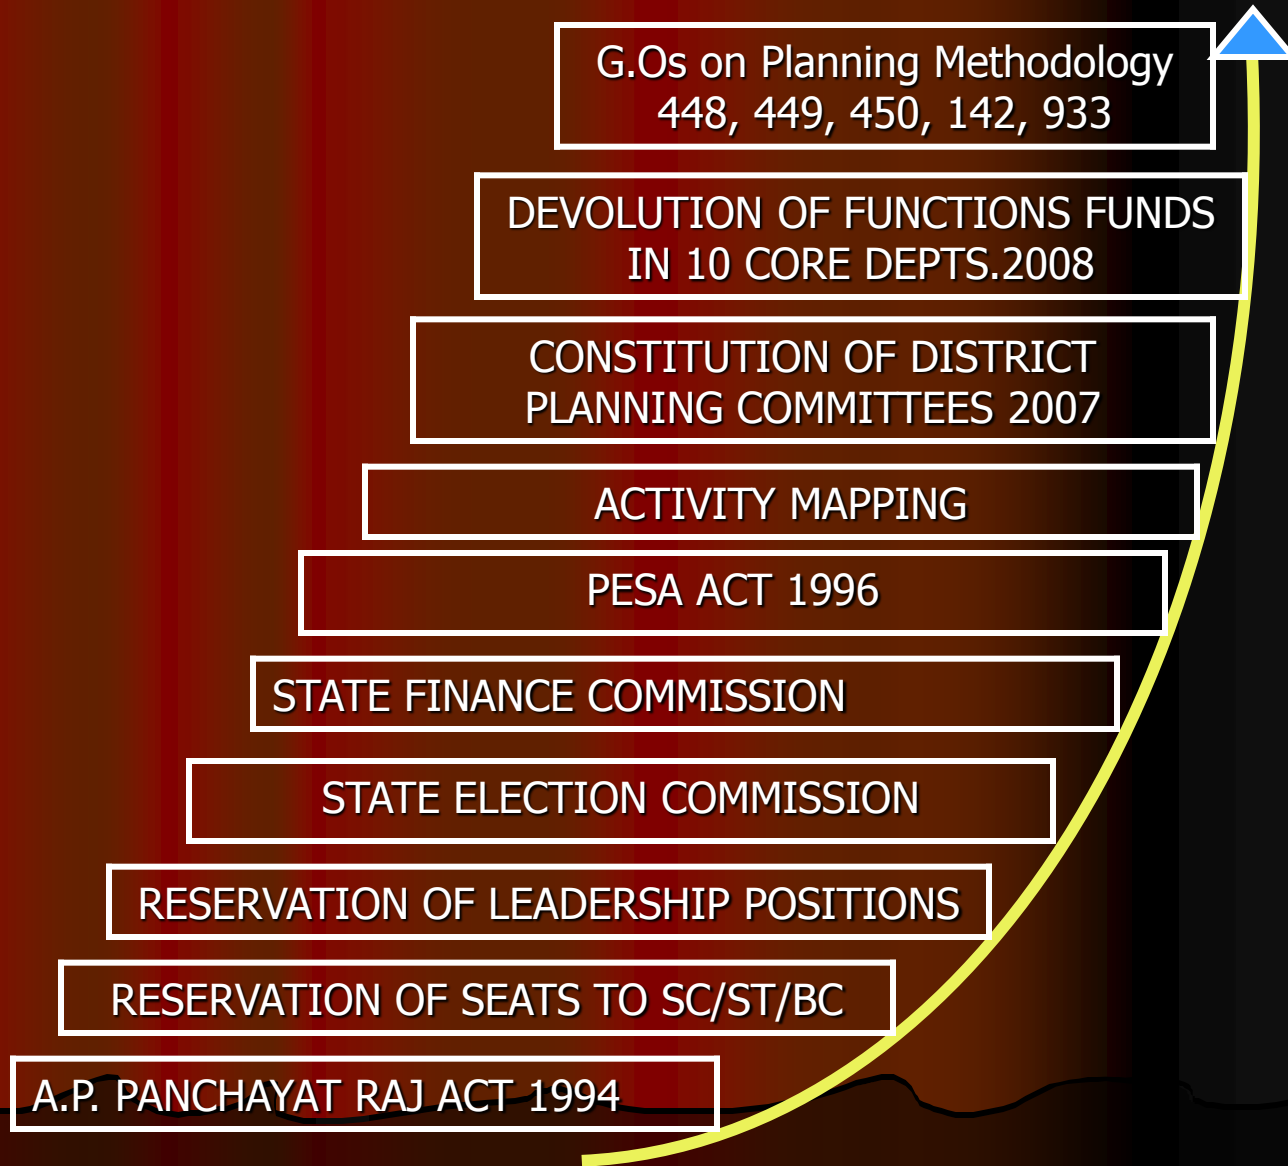 G.Os on Planning Methodology
448, 449, 450, 142, 933
DEVOLUTION OF FUNCTIONS FUNDS
IN 10 CORE DEPTS.2008
CONSTITUTION OF DISTRICT
PLANNING COMMITTEES 2007
ACTIVITY MAPPING
PESA ACT 1996
STATE FINANCE COMMISSION
STATE ELECTION COMMISSION
RESERVATION OF LEADERSHIP POSITIONS
RESERVATION OF SEATS TO SC/ST/BC
A.P. PANCHAYAT RAJ ACT 1994